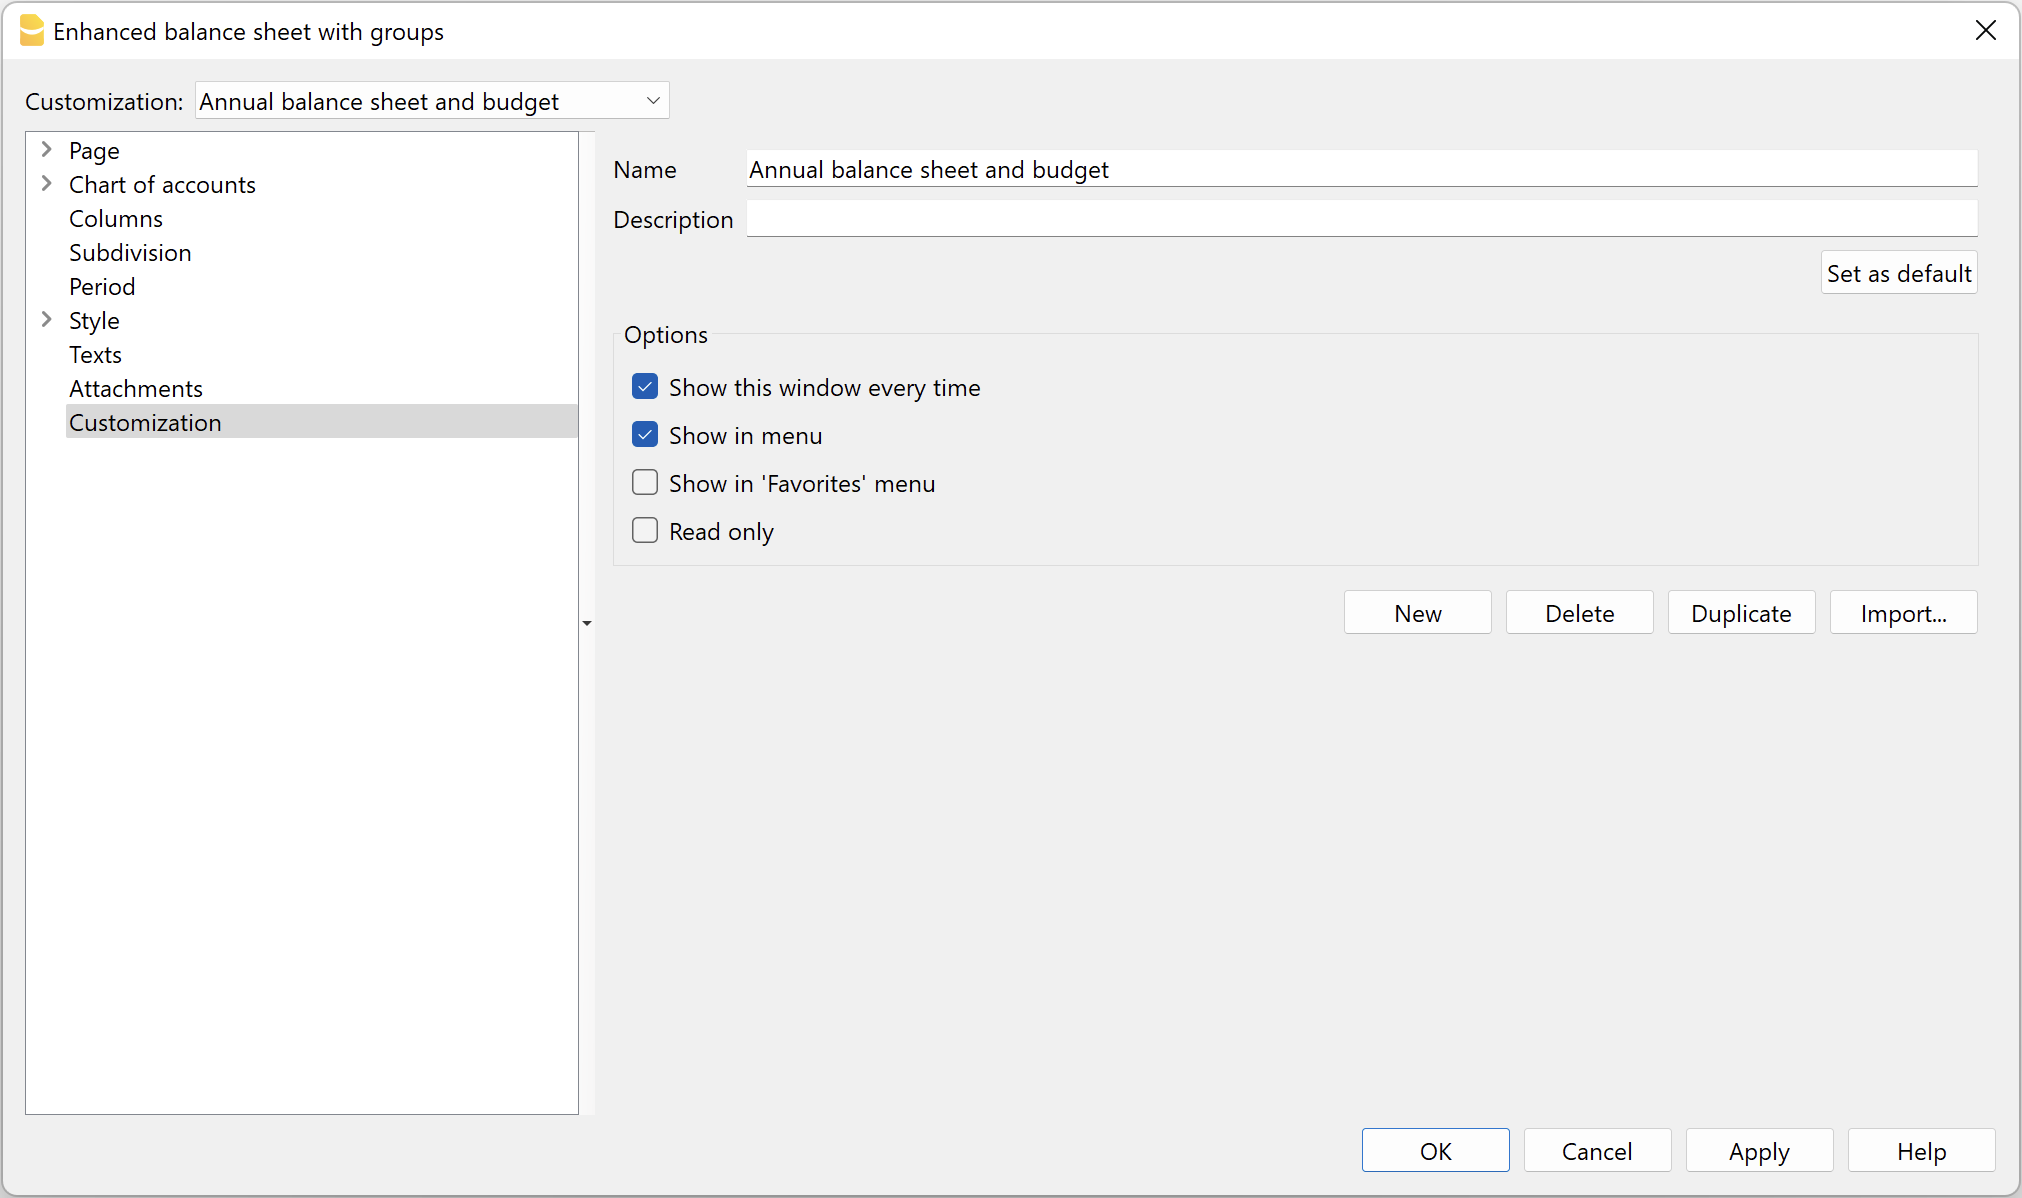 Enhanced balance sheet with groups
Customization: Annual balance sheet and budget
Page
Chart of accounts
Columns
Subdivision
Period
Style
Texts
Attachments
Customization
Name Annual balance sheet and budget
Description
Set as default
Options
Show this window every time
Show in menu
Show in 'Favorites' menu
Read only
New Delete Duplicate Import...
OK Cancel Apply Help